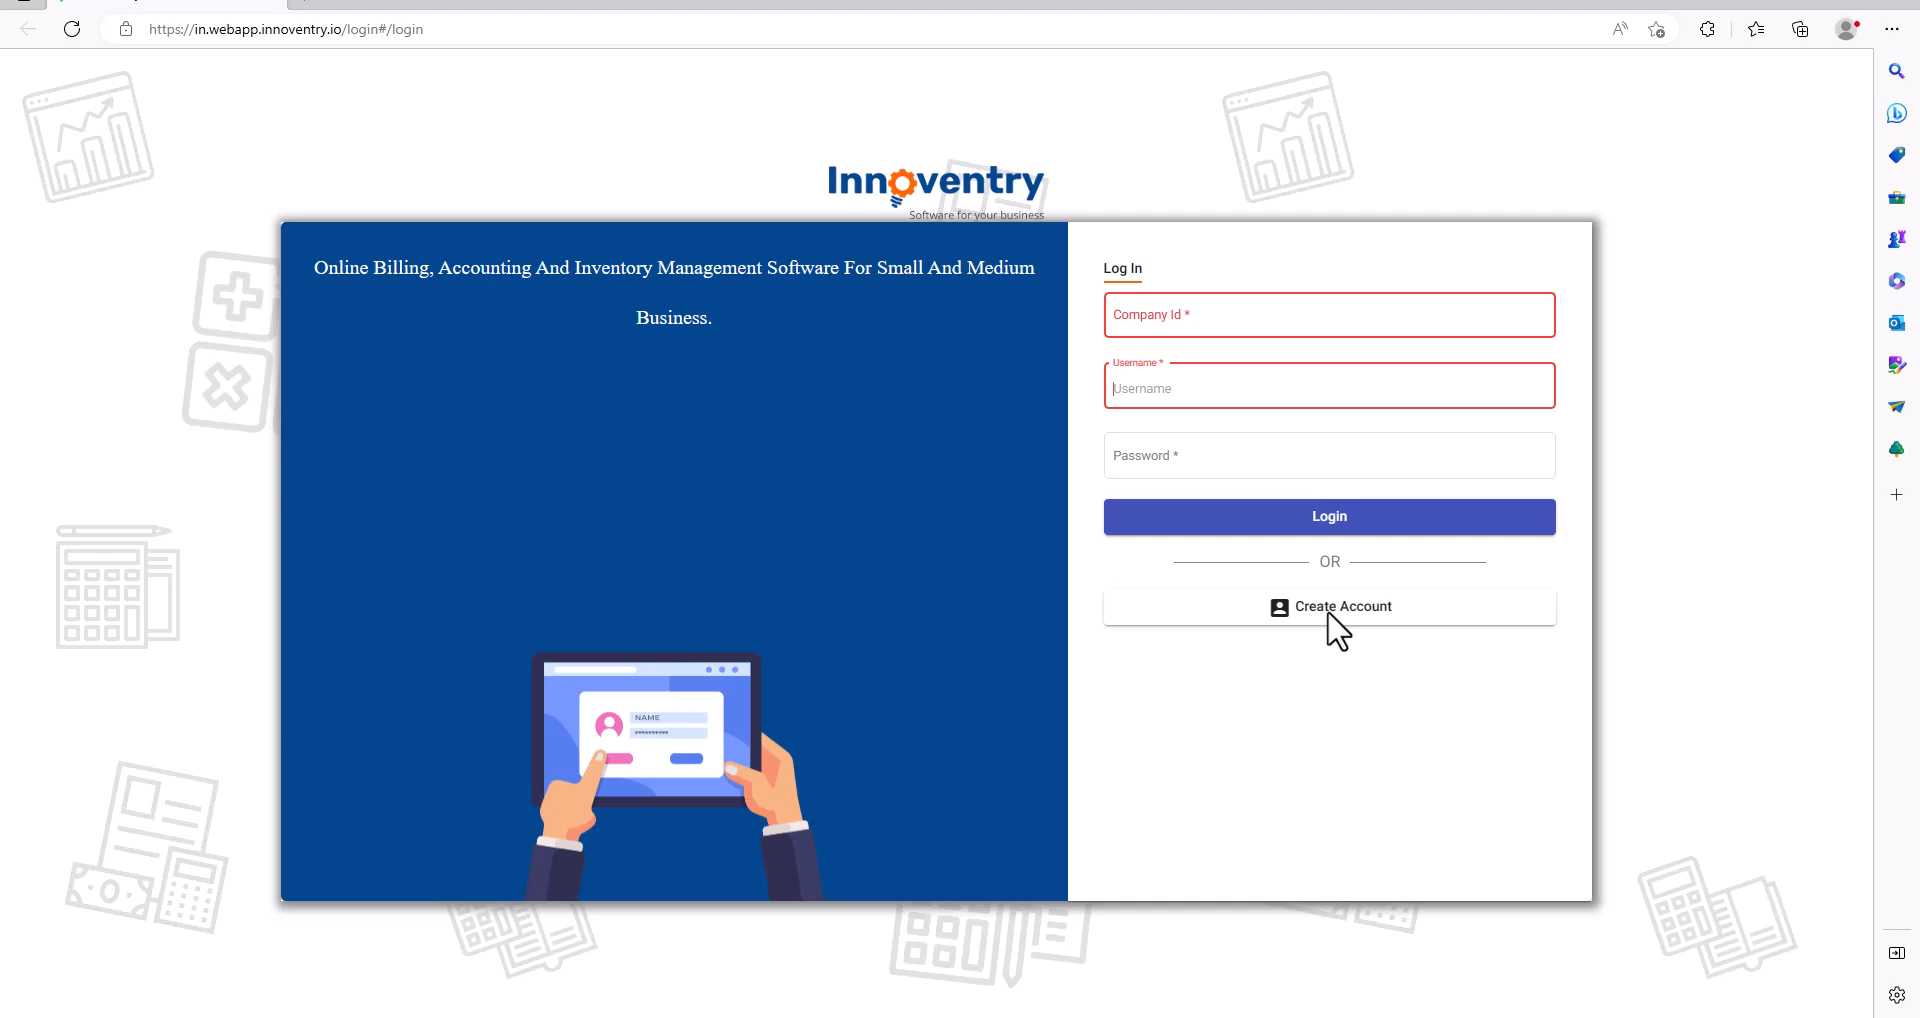 https://in.webapp.innoventry.io/login#/login
Innoventry
Software for your business
Online Billing, Accounting And Inventory Management Software For Small And Medium
Business.
Log In
Company Id *
Username *
Username
Password *
Login
OR
Create Account
NAME
**********